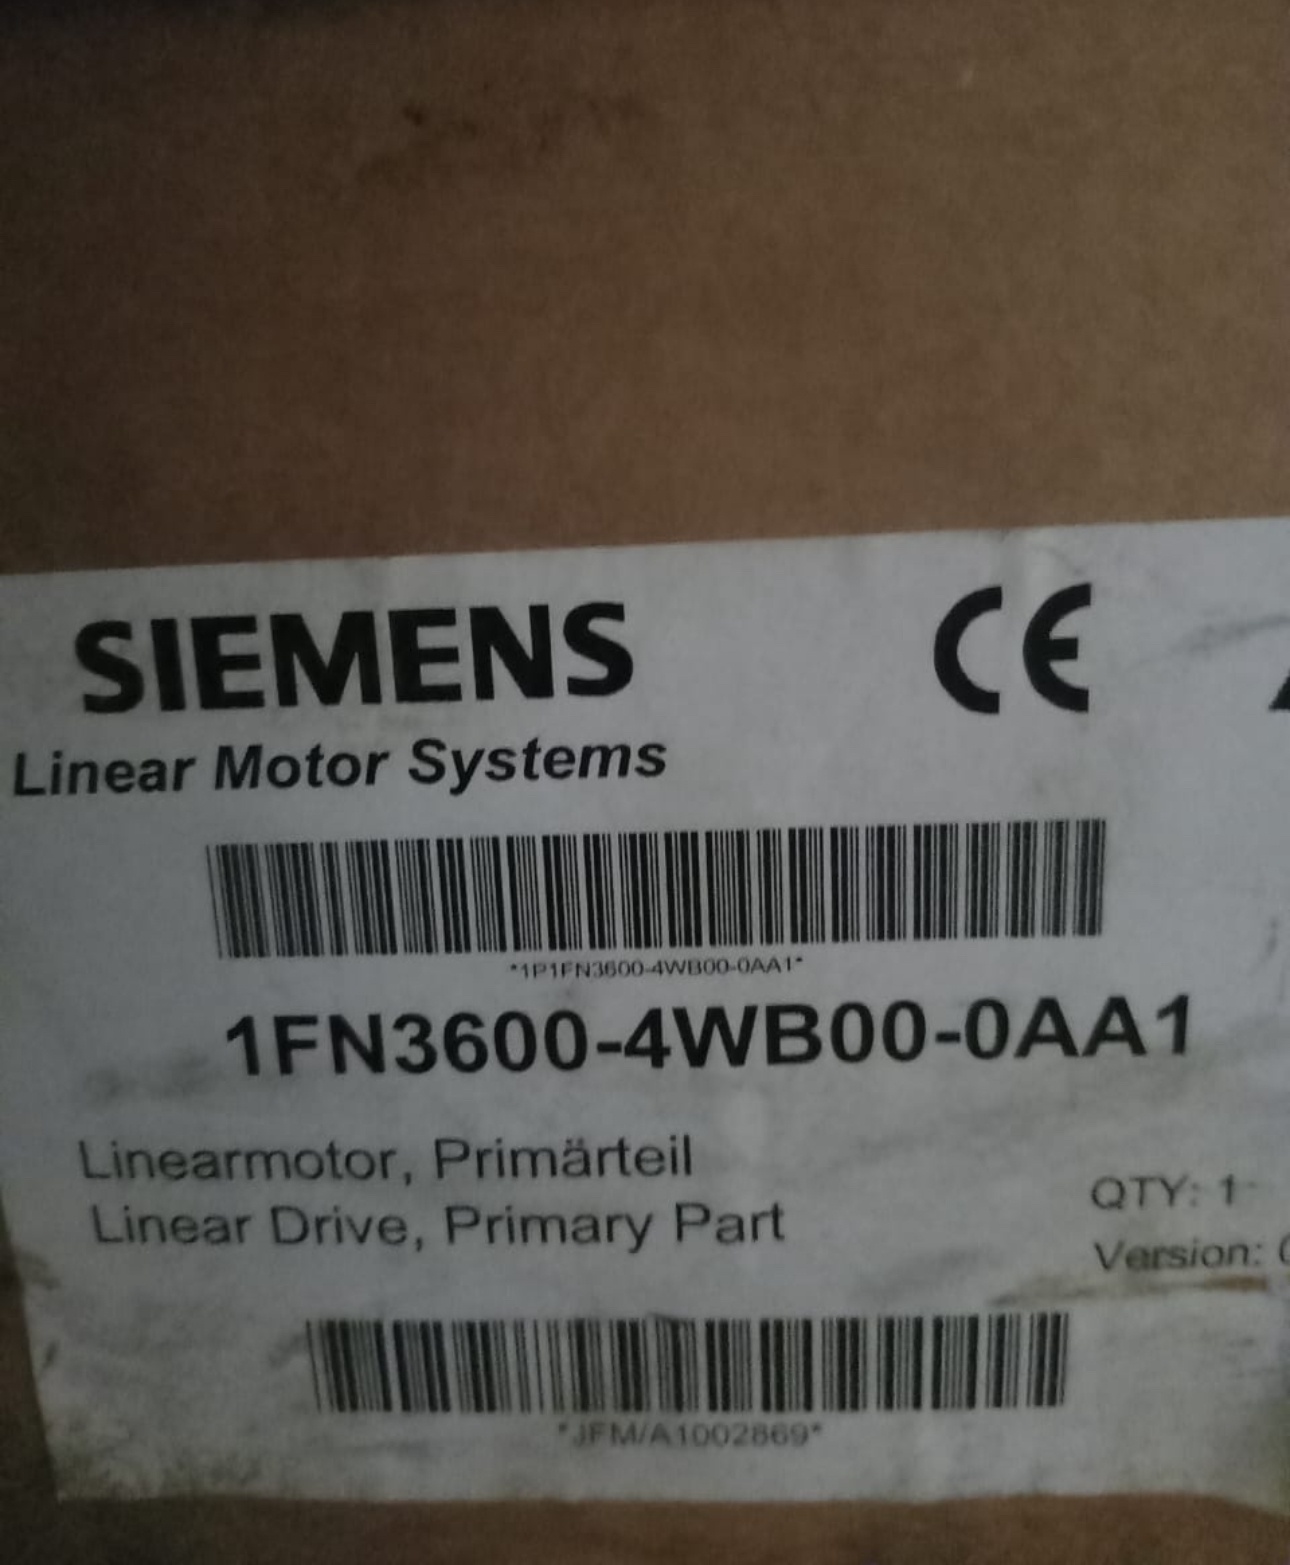 SIEMENS
CE
Linear Motor Systems
*1P1FN3600-4WB00-0AA1*
1FN3600-4WB00-0AA1
Linearmotor, Primärteil
Linear Drive, Primary Part
QTY: 1
Version:
*JFM/A1002869*